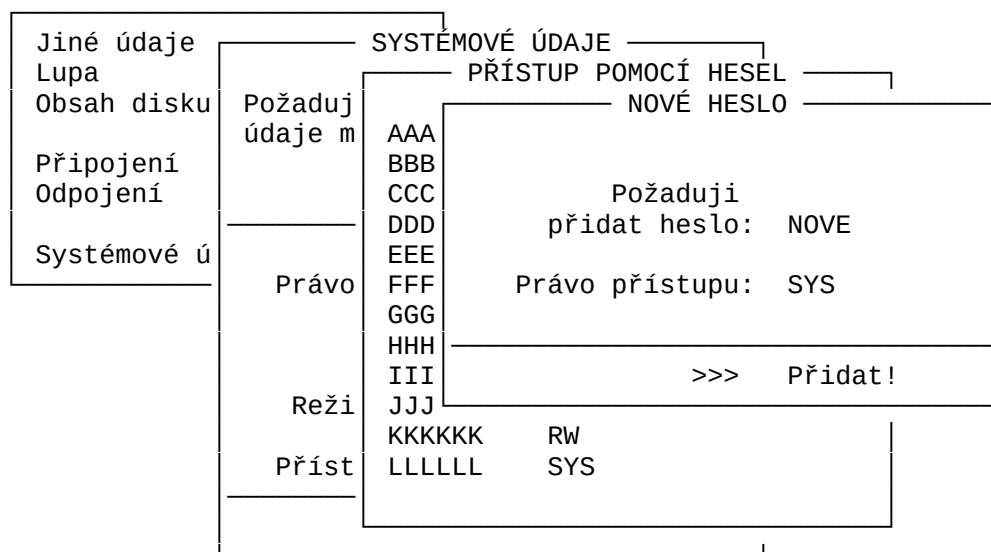 Jiné údaje
Lupa
Obsah disku
Připojení
Odpojení
Systémové ú
SYSTÉMOVÉ ÚDAJE
Požaduj
údaje m
Právo
Reži
Příst
PŘÍSTUP POMOCÍ HESEL
AAA
BBB
CCC
DDD
EEE
FFF
GGG
HHH
III
JJJ
KKKKKK RW
LLLLLL SYS
NOVÉ HESLO
Požaduji
přidat heslo: NOVE
Právo přístupu: SYS
>>> Přidat!